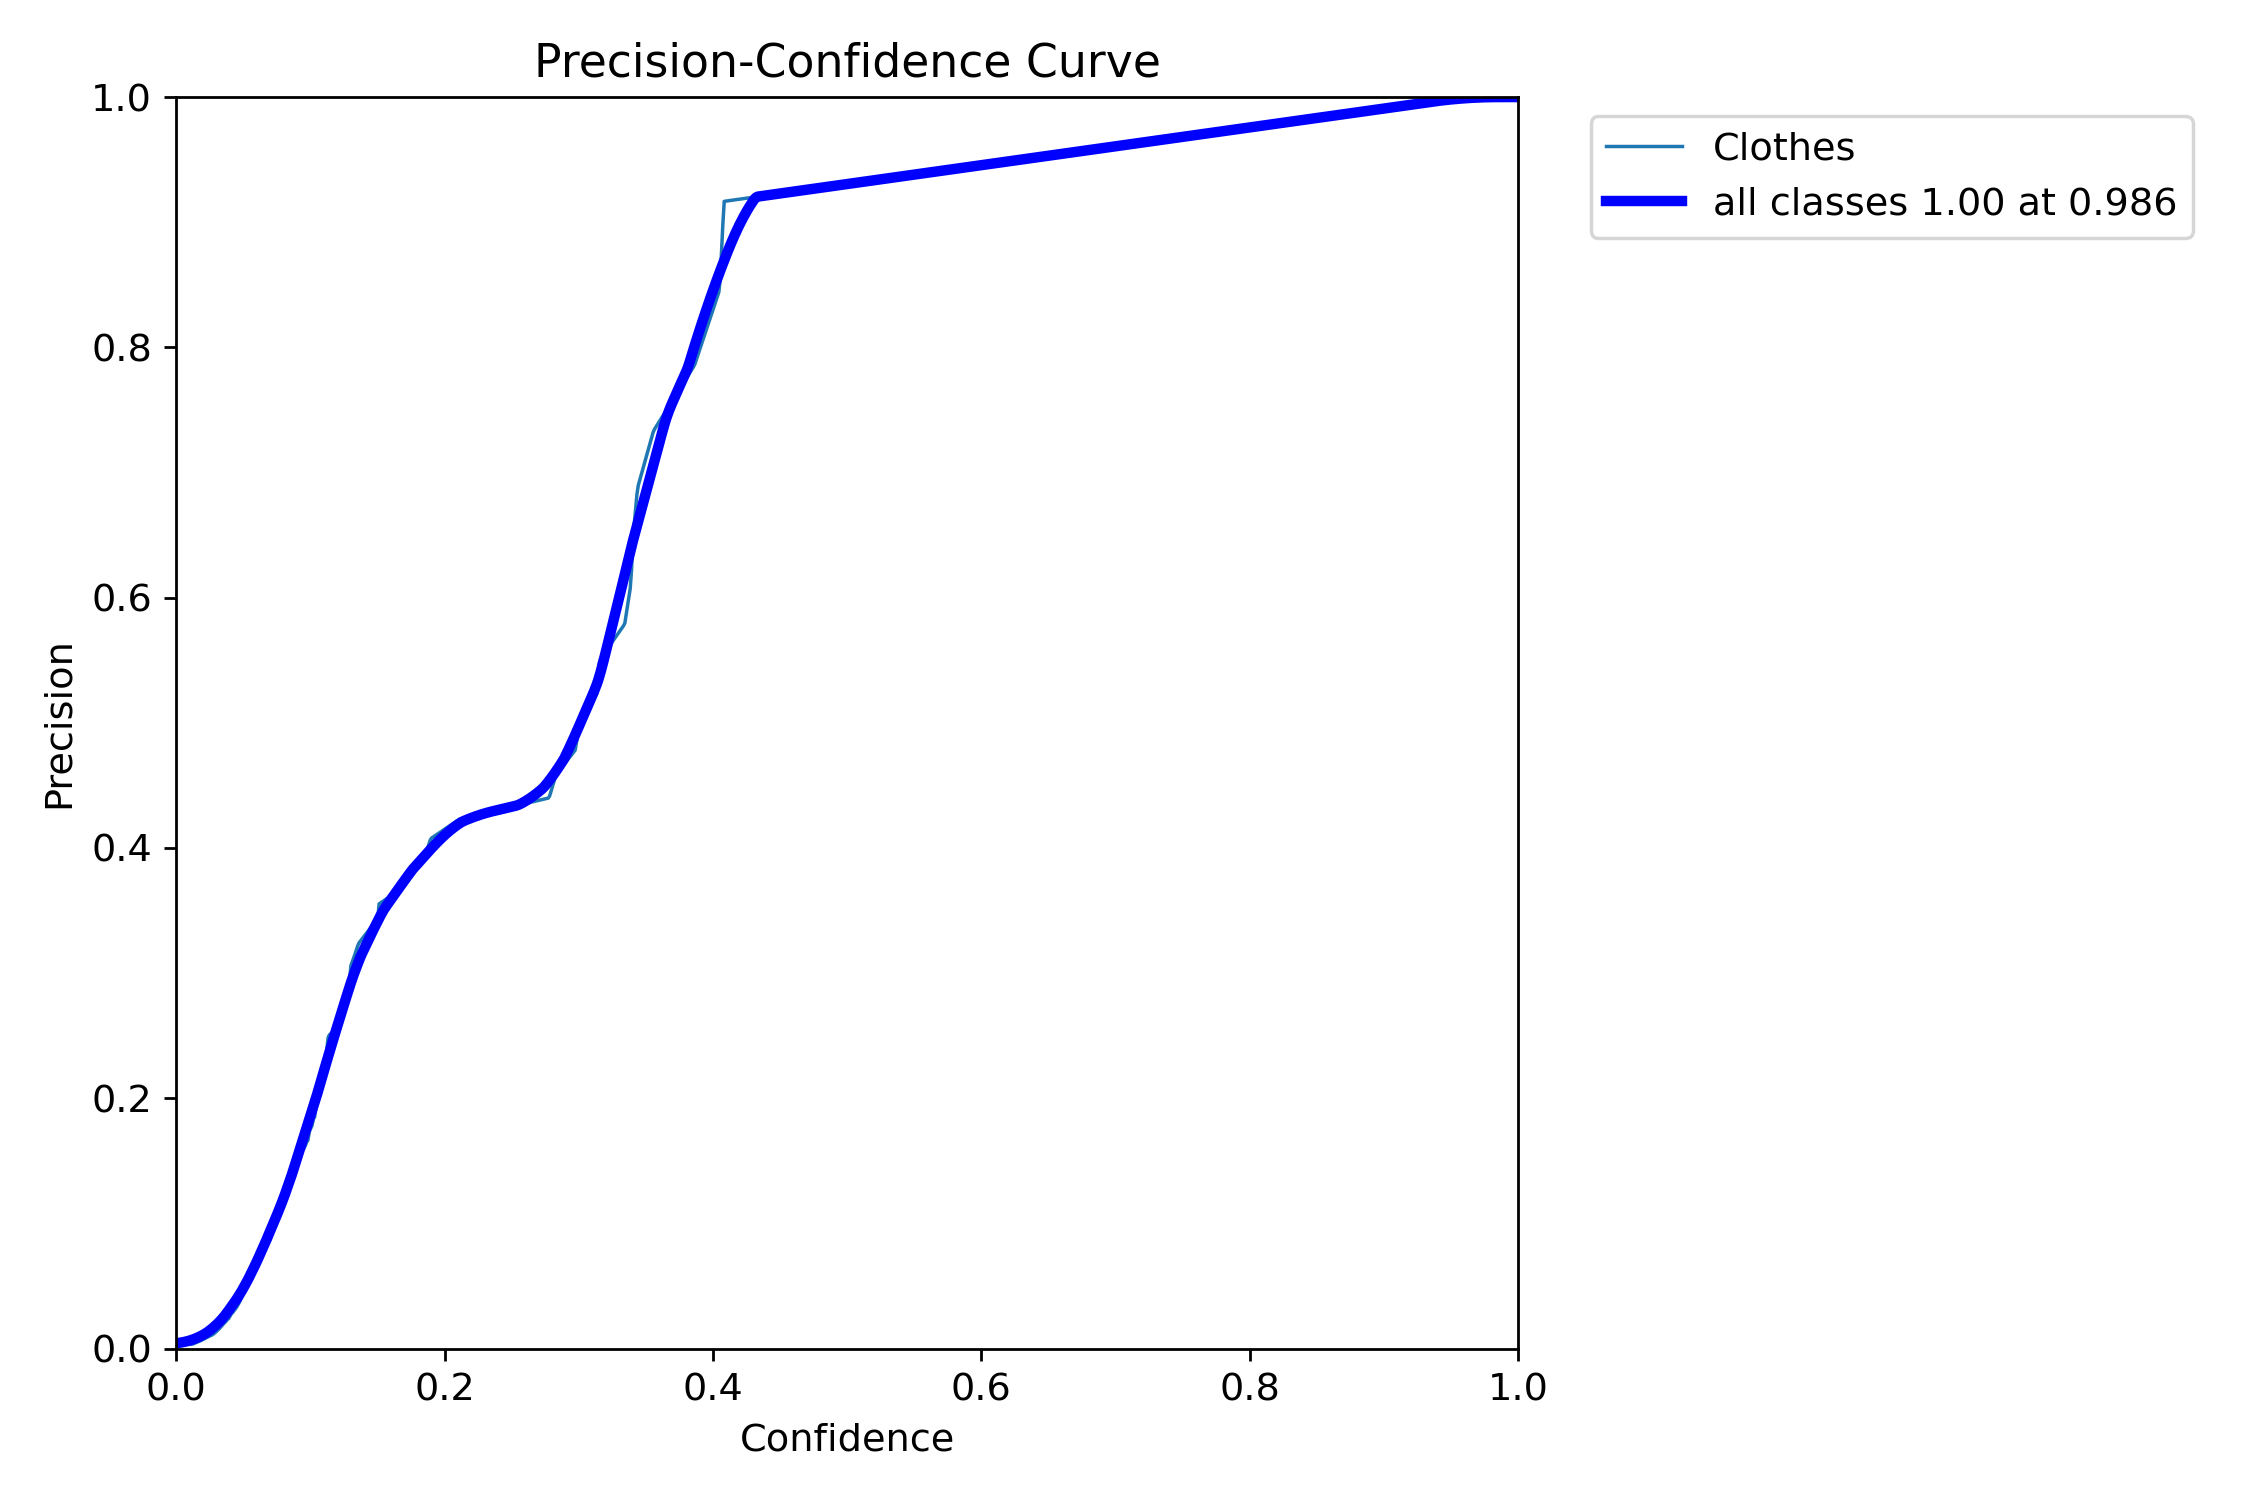 Precision-Confidence Curve
1.0
0.8
0.6
0.4
0.2
0.0
Precision
0.0 0.2 0.4 0.6 0.8 1.0
Confidence
Clothes
all classes 1.00 at 0.986